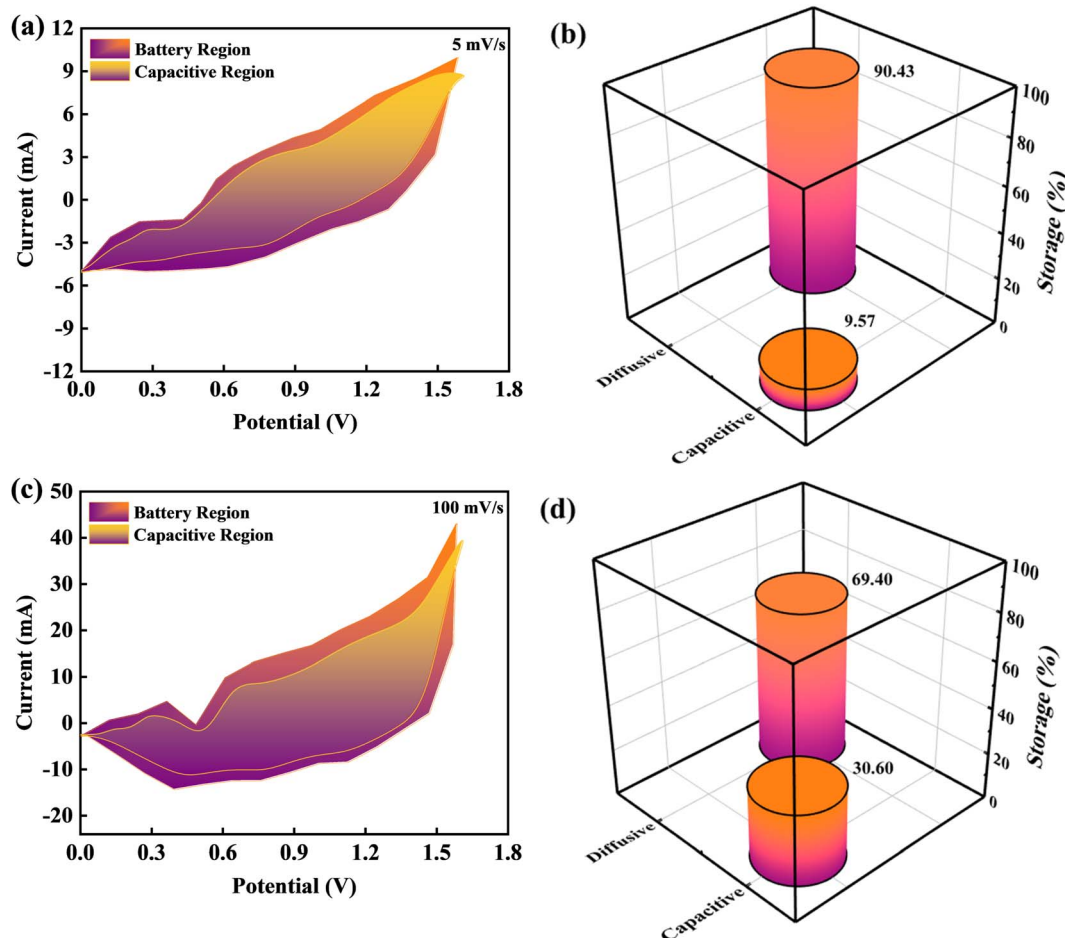 (a)
12
9
6
3
0
-3
-6
-9
-12
Current (mA)
Battery Region
Capacitive Region
5 mV/s
0.0 0.3 0.6 0.9 1.2 1.5 1.8
Potential (V)
(b)
90.43
9.57
100
80
60
40
20
0
Storage (%)
Diffusive
Capacitive
(c)
50
40
30
20
10
0
-10
-20
Current (mA)
Battery Region
Capacitive Region
100 mV/s
0.0 0.3 0.6 0.9 1.2 1.5 1.8
Potential (V)
(d)
69.40
30.60
100
80
60
40
20
0
Storage (%)
Diffusive
Capacitive